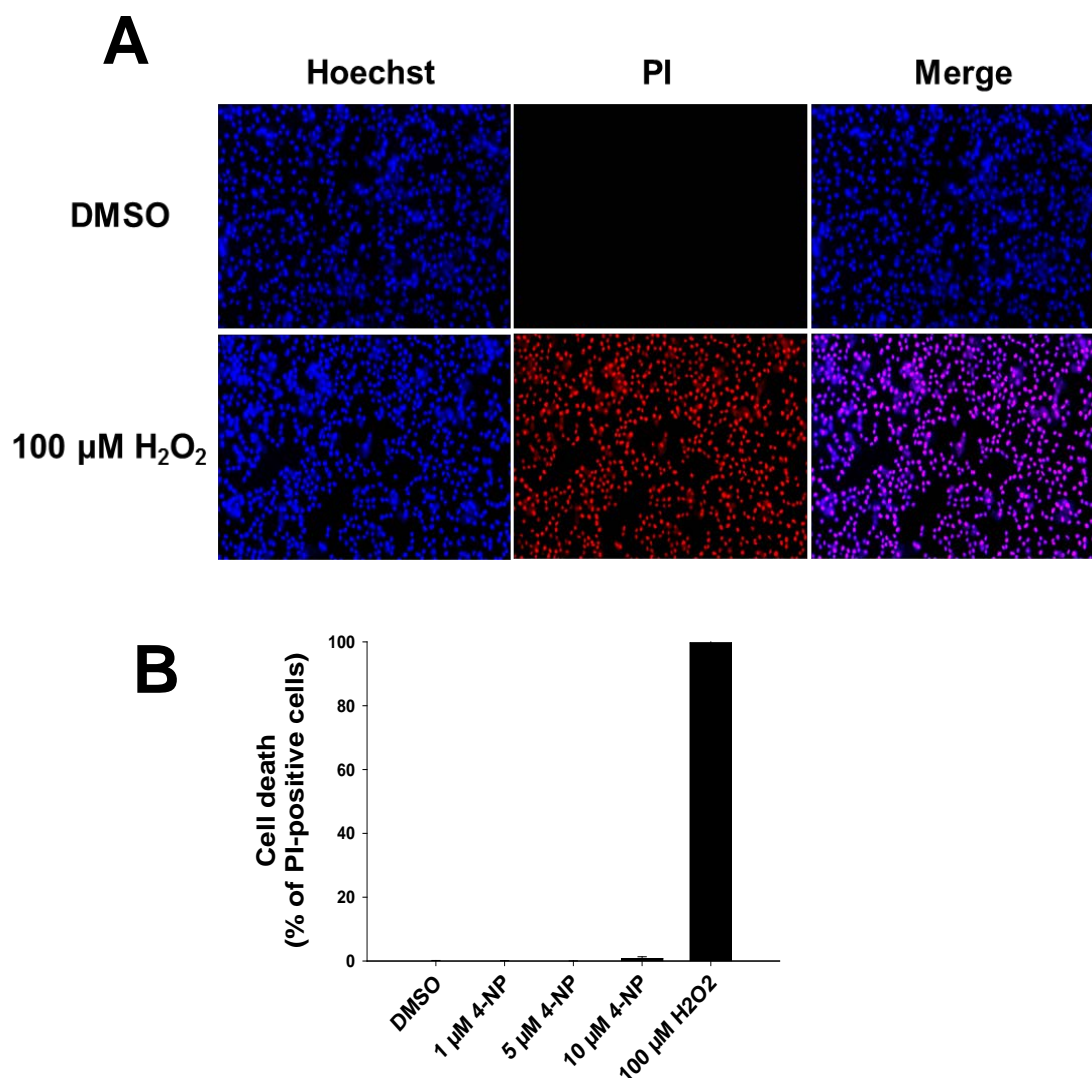 A
Hoechst PI Merge
DMSO
100 µM H₂O₂
B
Cell death
(% of PI-positive cells)
100
80
60
40
20
0
DMSO
1 µM 4-NP
5 µM 4-NP
10 µM 4-NP
100 µM H2O2